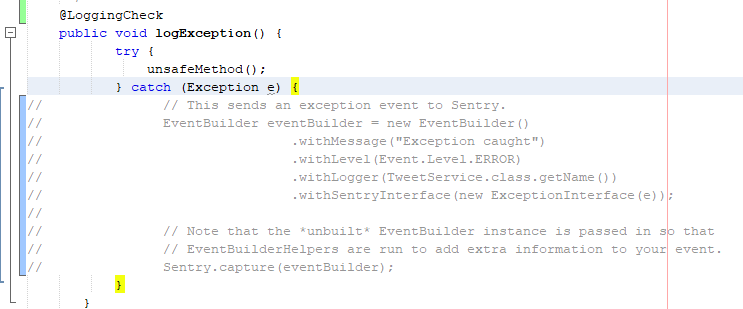 @LoggingCheck
public void logException() {
try {
unsafeMethod();
} catch (Exception e) {
// // This sends an exception event to Sentry.
// EventBuilder eventBuilder = new EventBuilder()
// .withMessage("Exception caught")
// .withLevel(Event.Level.ERROR)
// .withLogger(TweetService.class.getName())
// .withSentryInterface(new ExceptionInterface(e));
//
// // Note that the *unbuilt* EventBuilder instance is passed in so that
// // EventBuilderHelpers are run to add extra information to your event.
// Sentry.capture(eventBuilder);
}
}